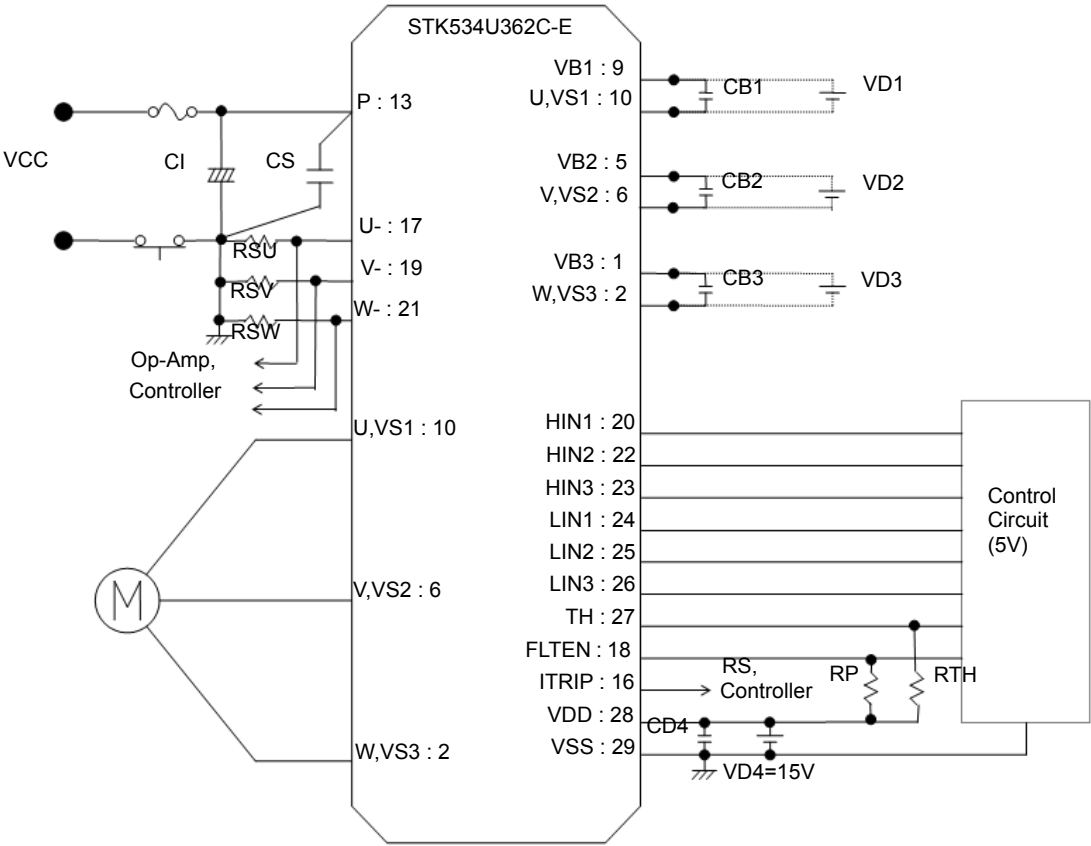 STK534U362C-E
VB1 : 9
U,VS1 : 10
CB1
VD1
P : 13
VCC
CI
CS
VB2 : 5
V,VS2 : 6
CB2
VD2
U- : 17
RSU
V- : 19
RSV
W- : 21
RSW
VB3 : 1
W,VS3 : 2
CB3
VD3
Op-Amp,
Controller
U,VS1 : 10
V,VS2 : 6
W,VS3 : 2
M
HIN1 : 20
HIN2 : 22
HIN3 : 23
LIN1 : 24
LIN2 : 25
LIN3 : 26
TH : 27
FLTEN : 18
ITRIP : 16
VDD : 28
VSS : 29
RS,
Controller
RP
RTH
CD4
VD4=15V
Control
Circuit
(5V)